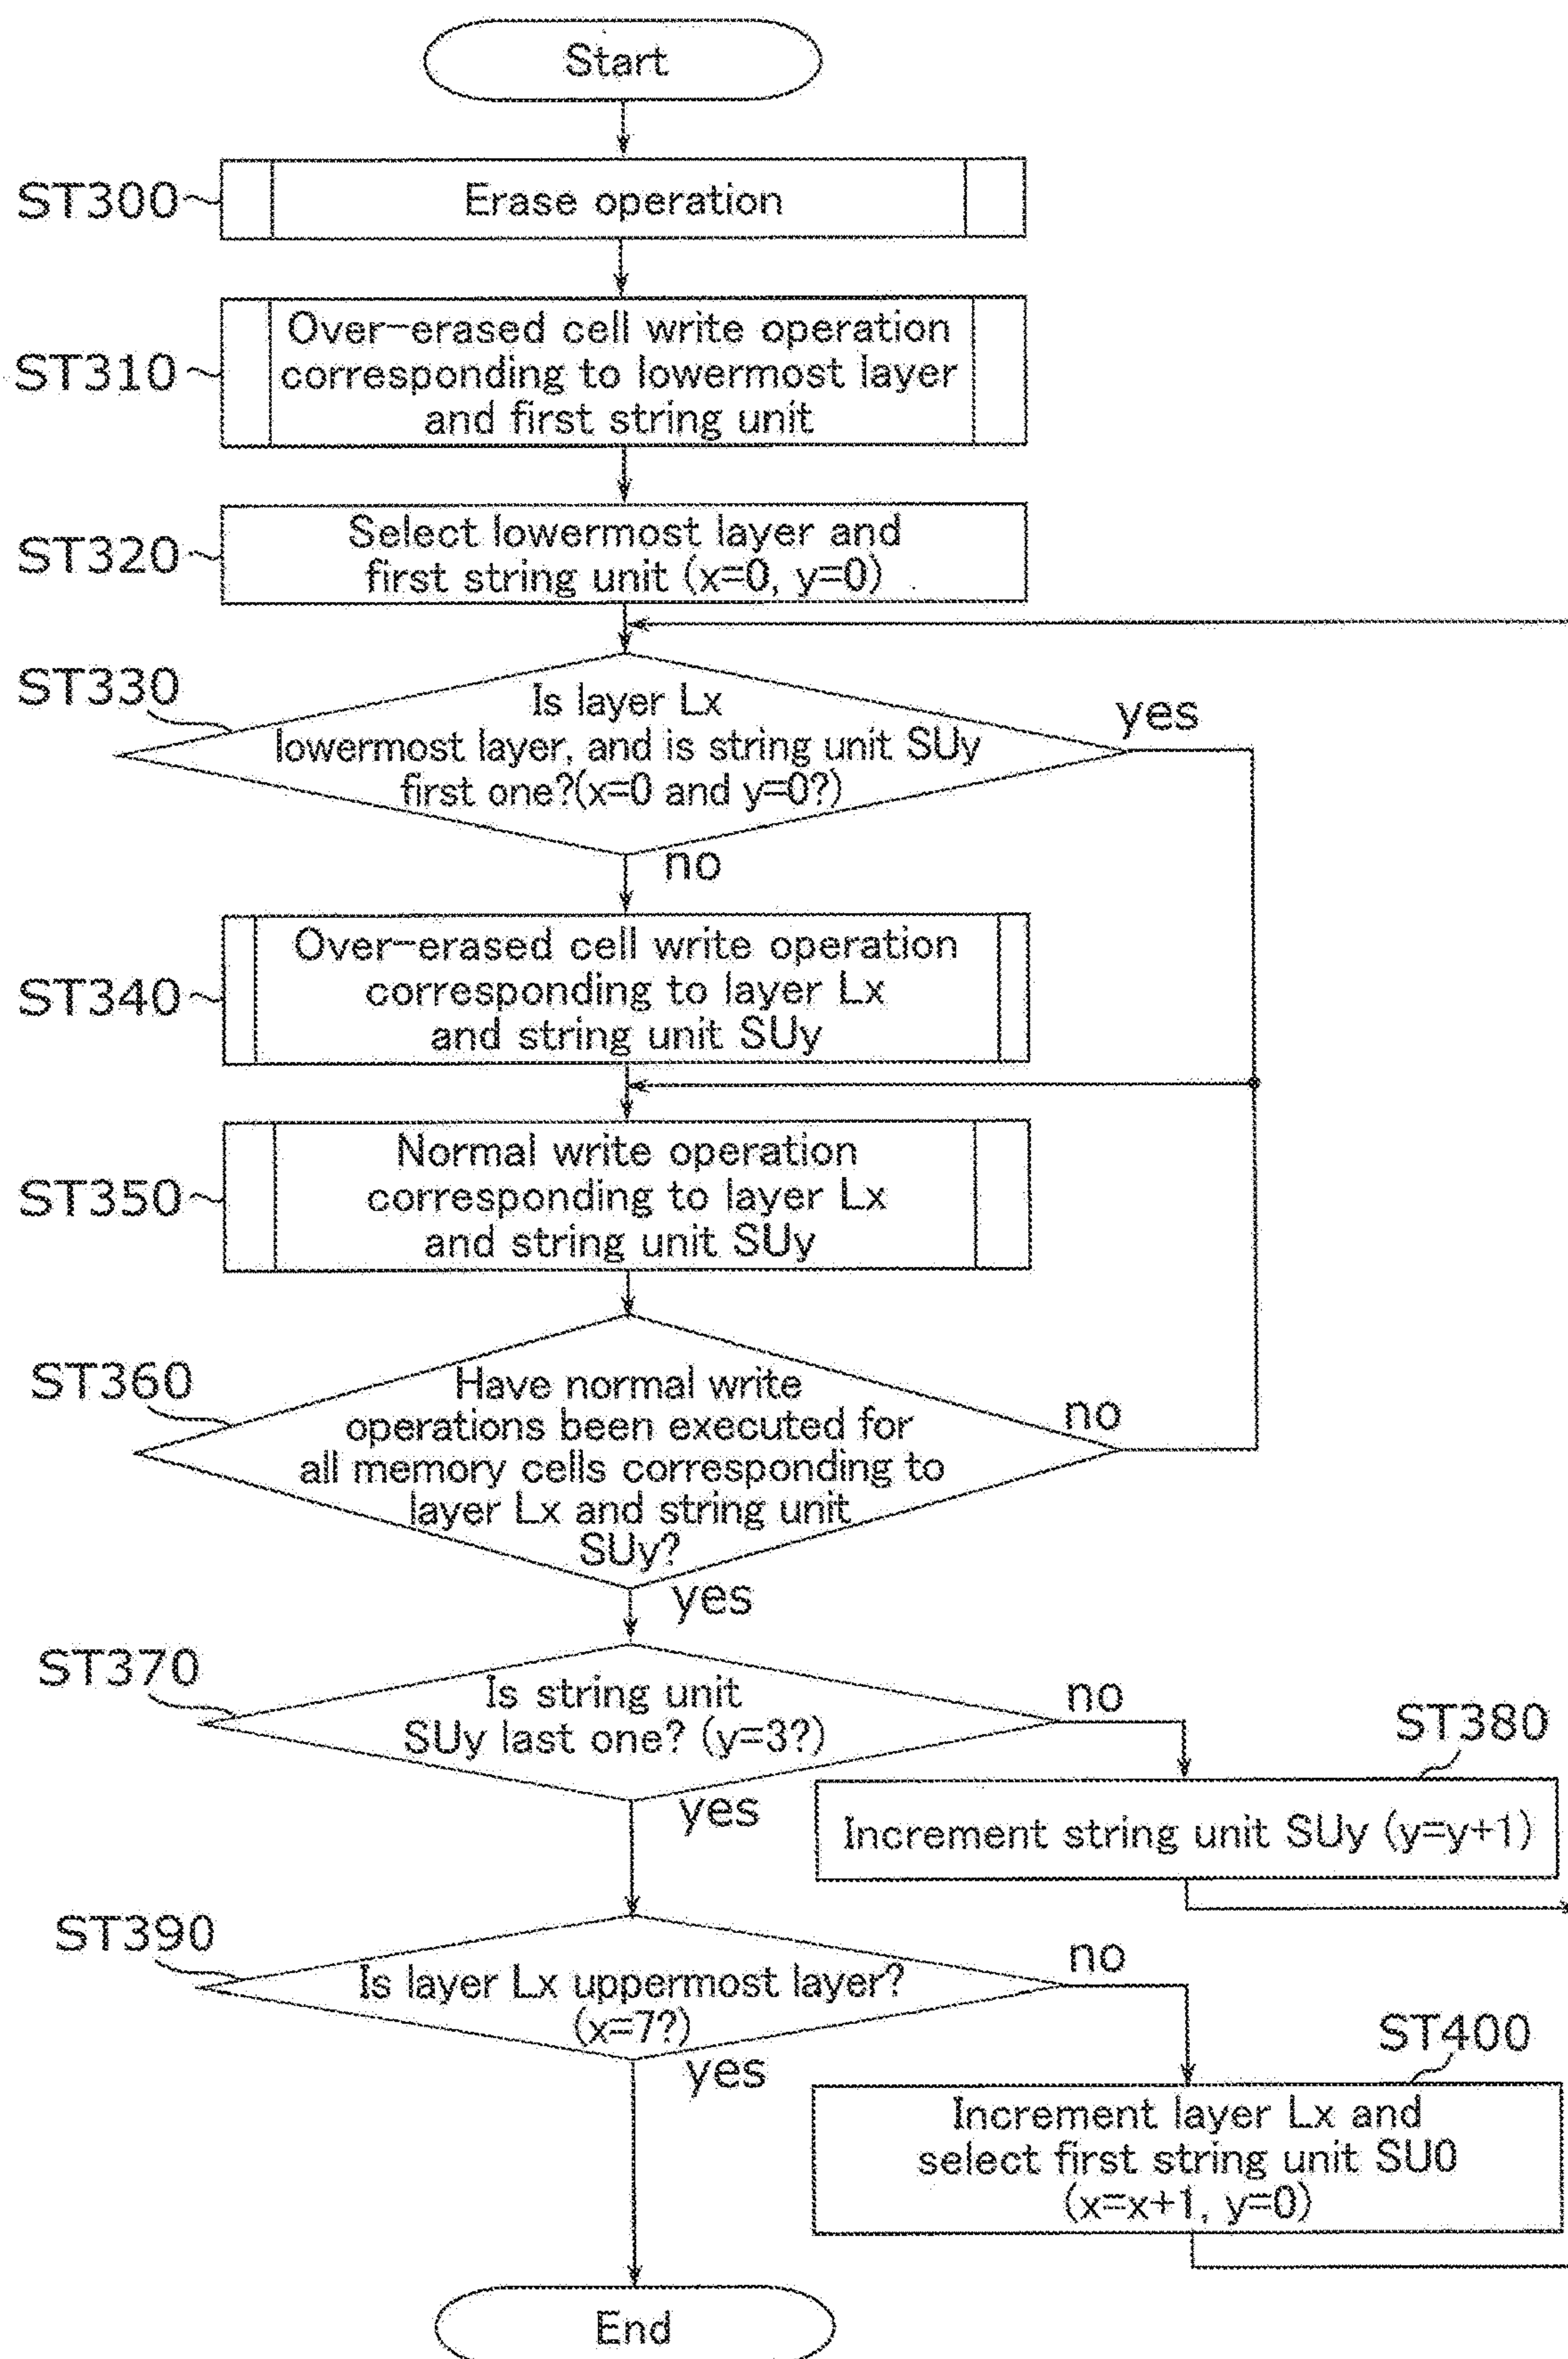 Start
ST300
Erase operation
ST310
Over-erased cell write operation
corresponding to lowermost layer
and first string unit
ST320
Select lowermost layer and
first string unit (x=0, y=0)
ST330
Is layer Lx
lowermost layer, and is string unit SUy
first one?(x=0 and y=0?)
yes
no
ST340
Over-erased cell write operation
corresponding to layer Lx
and string unit SUy
ST350
Normal write operation
corresponding to layer Lx
and string unit SUy
ST360
Have normal write
operations been executed for
all memory cells corresponding to
layer Lx and string unit
SUy?
no
yes
ST370
Is string unit
SUy last one? (y=3?)
no
yes
ST380
Increment string unit SUy (y=y+1)
ST390
Is layer Lx uppermost layer?
(x=7?)
no
yes
ST400
Increment layer Lx and
select first string unit SU0
(x=x+1, y=0)
End